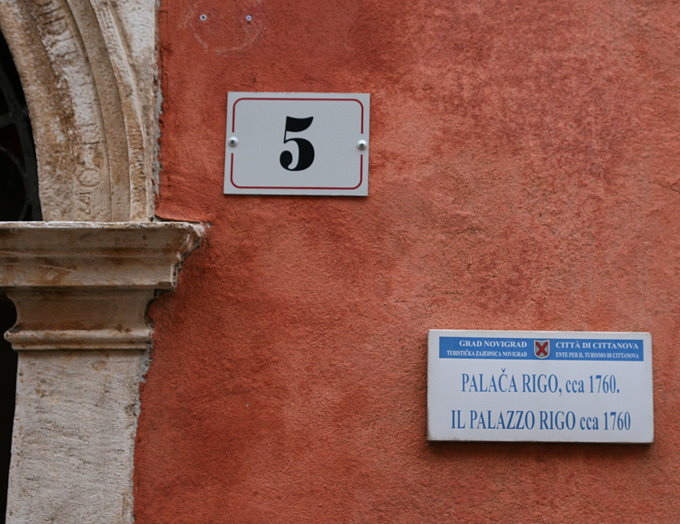 5
GRAD NOVIGRAD CITTÀ DI CITTANOVA
TURISTIČKA ZAJEDNICA NOVIGRAD ENTE PER IL TURISMO DI CITTANOVA
PALAČA RIGO, cca 1760.
IL PALAZZO RIGO cca 1760